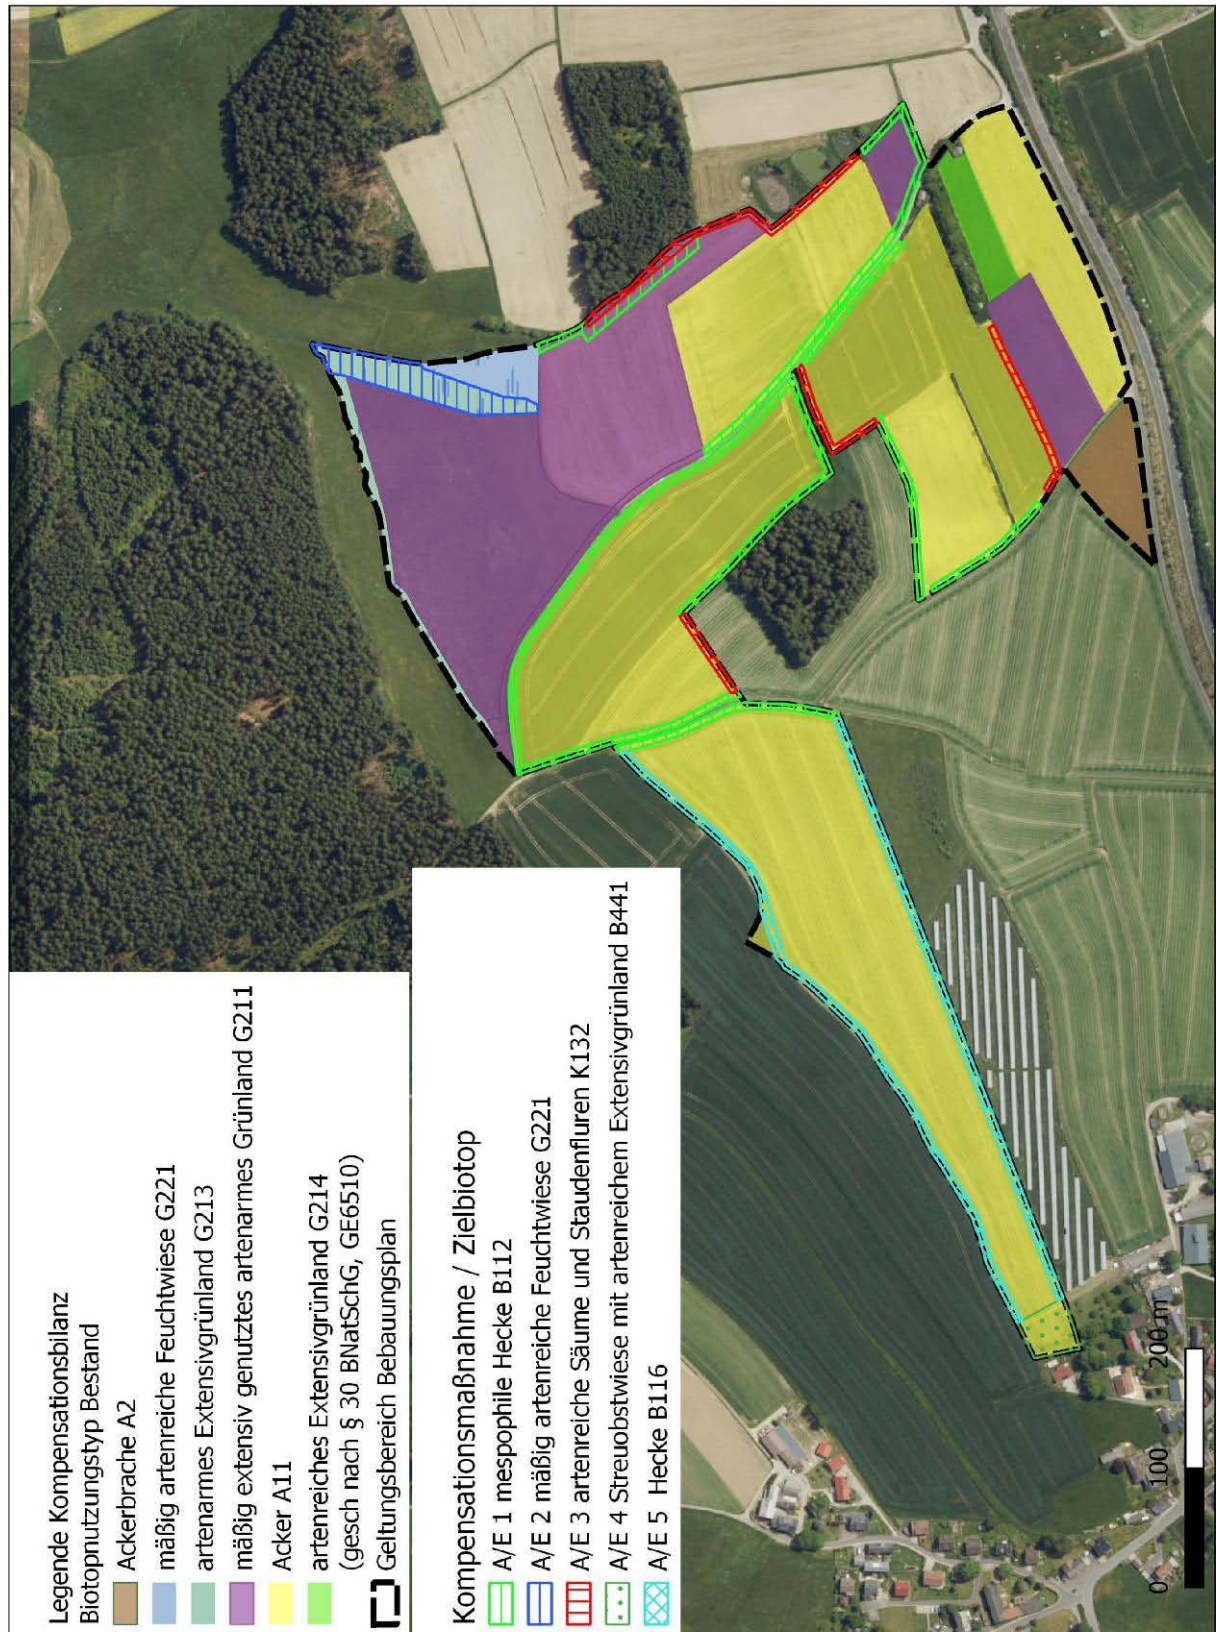 Legende Kompensationsbilanz
Biotopnutzungstyp Bestand
Ackerbrache A2
mäßig artenreiche Feuchtwiese G221
artenarmes Extensivgrünland G213
mäßig extensiv genutztes artenarmes Grünland G211
Acker A11
artenreiches Extensivgrünland G214
(gesch nach § 30 BNatSchG, GE6510)
Geltungsbereich Bebauungsplan
Kompensationsmaßnahme / Zielbiotop
A/E 1 mespophile Hecke B112
A/E 2 mäßig artenreiche Feuchtwiese G221
A/E 3 artenreiche Säume und Staudenfluren K132
A/E 4 Streuobstwiese mit artenreichem Extensivgrünland B441
A/E 5 Hecke B116
0 100 200 m